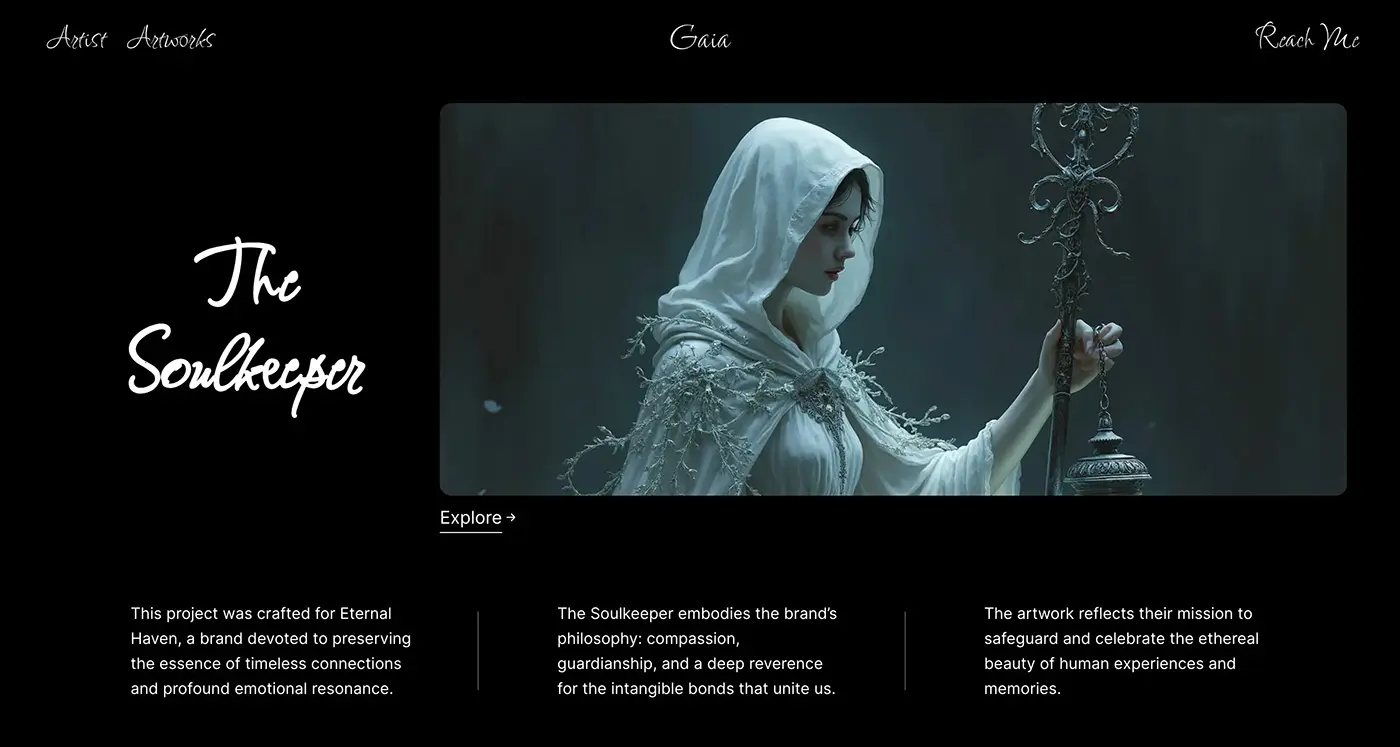 Artist Artworks Gaia Reach Me
The
Soulkeeper
Explore →
This project was crafted for Eternal
Haven, a brand devoted to preserving
the essence of timeless connections
and profound emotional resonance.
The Soulkeeper embodies the brand’s
philosophy: compassion,
guardianship, and a deep reverence
for the intangible bonds that unite us.
The artwork reflects their mission to
safeguard and celebrate the ethereal
beauty of human experiences and
memories.